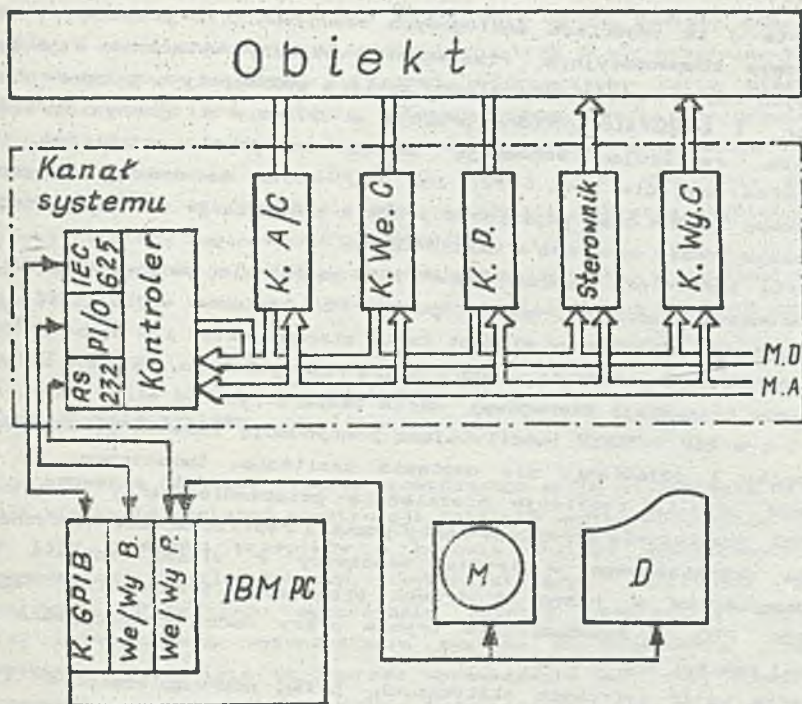 Obiekt
Kanał
systemu
K. A/C
K. We. C
K. D.
Sterownik
K. Wy. C
IEC
625
PI/O
RS
232
Kontroler
M.D
M.A
K. GPIB
We/Wy B.
We/Wy P.
IBM PC
M
D